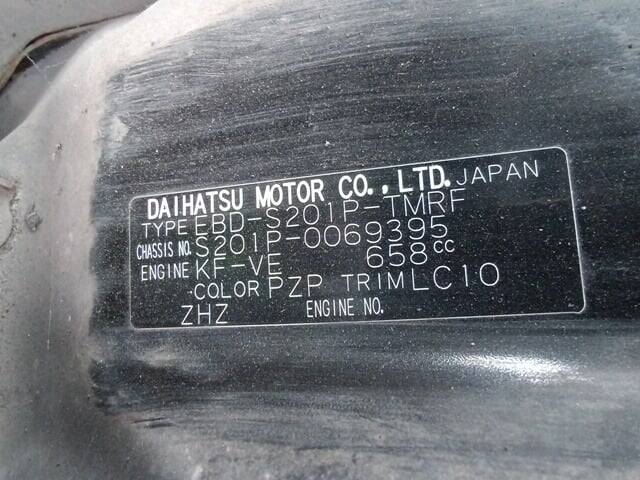 DAIHATSU MOTOR CO., LTD. JAPAN
TYPE EBD-S201P-TMRF
CHASSIS NO. S201P-0069395
ENGINE KF-VE 658cc
COLOR PZP TRIM LC10
ZHZ ENGINE NO.